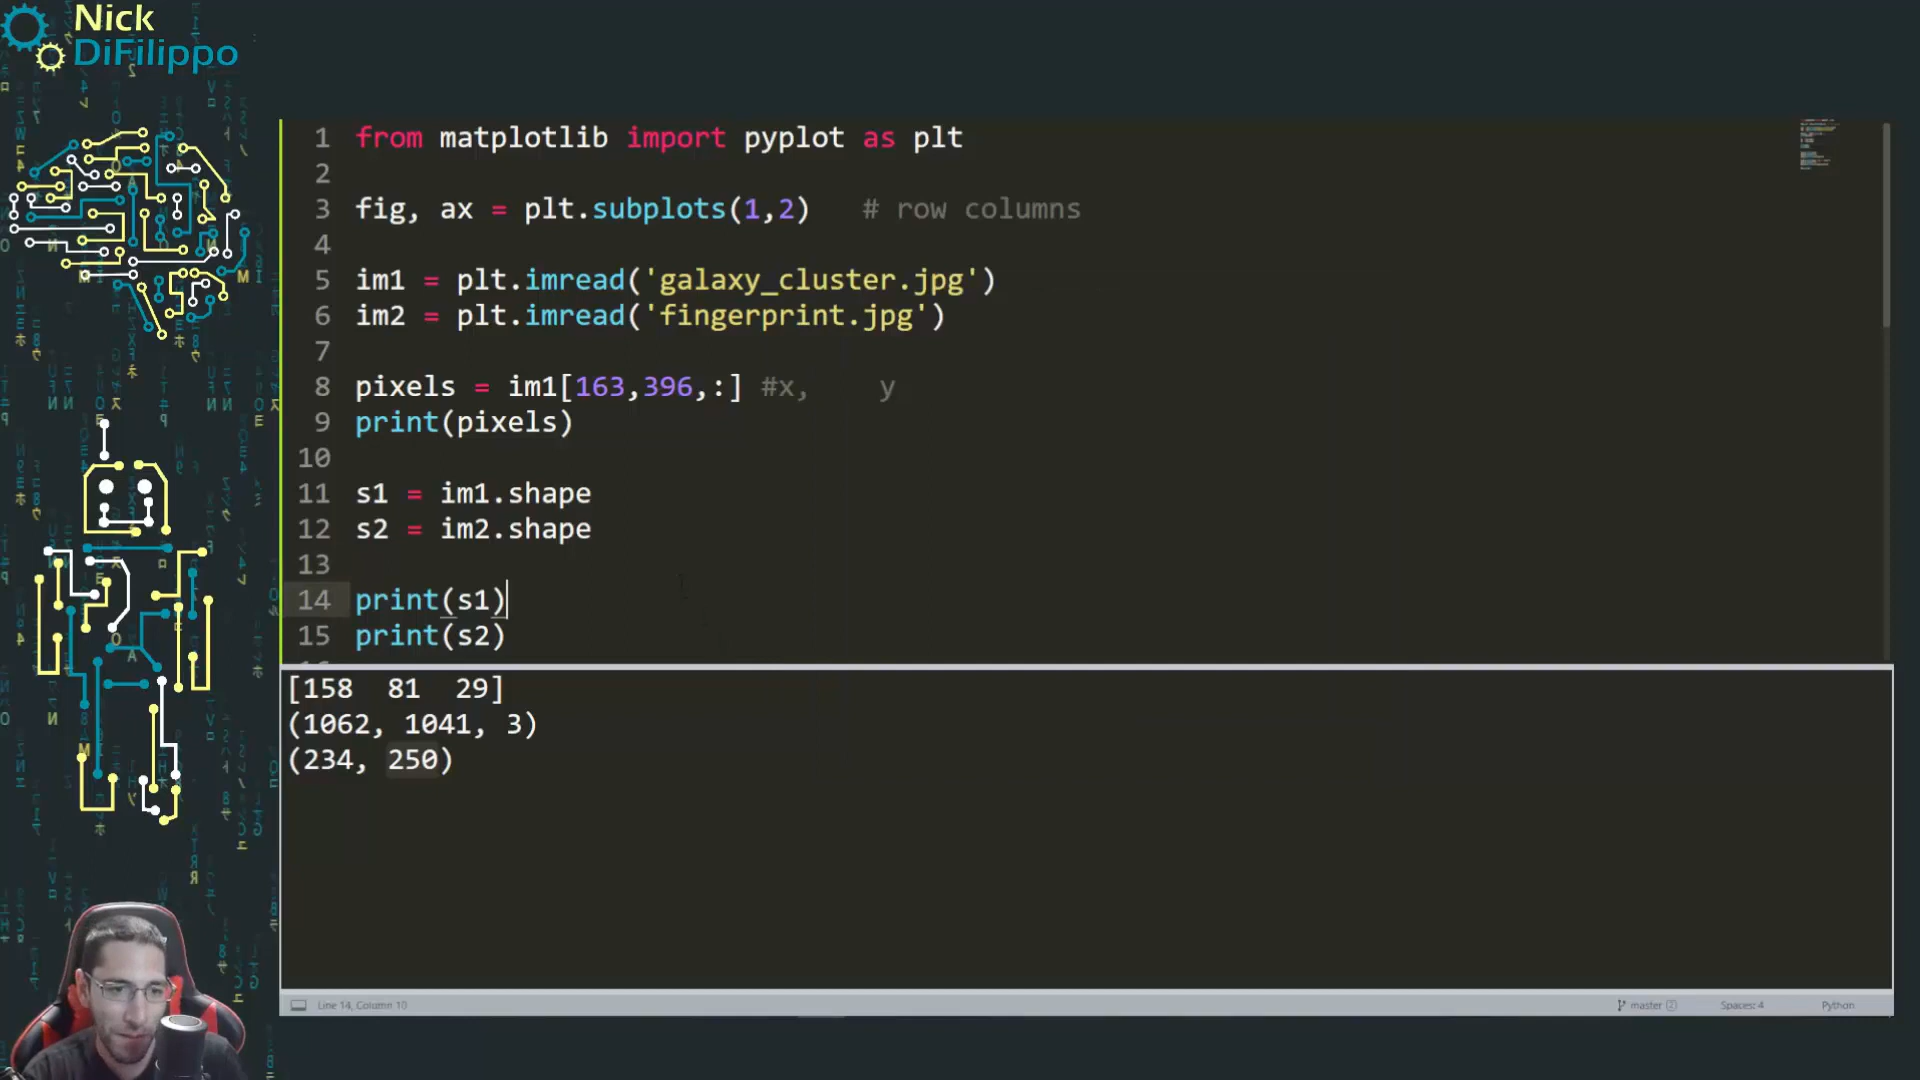 Nick
DiFilippo
1 from matplotlib import pyplot as plt
2
3 fig, ax = plt.subplots(1,2)   # row columns
4
5 im1 = plt.imread('galaxy_cluster.jpg')
6 im2 = plt.imread('fingerprint.jpg')
7
8 pixels = im1[163,396,:] #x,    y
9 print(pixels)
10
11 s1 = im1.shape
12 s2 = im2.shape
13
14 print(s1)
15 print(s2)
[158  81  29]
(1062, 1041, 3)
(234, 250)
Line 14, Column 10
master 2
Spaces: 4
Python